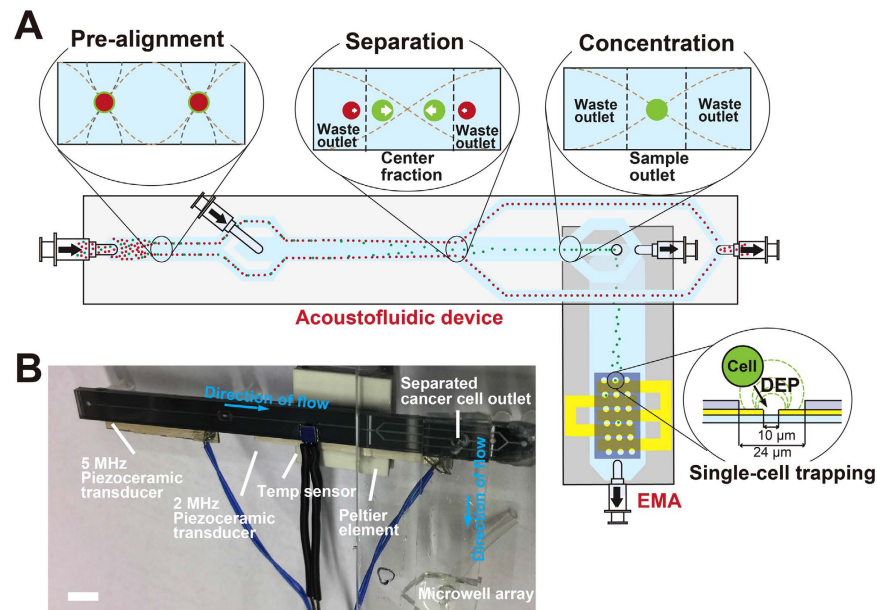 A
Pre-alignment
Separation
Concentration
Waste
outlet
Waste
outlet
Center
fraction
Waste
outlet
Waste
outlet
Sample
outlet
Acoustofluidic device
Cell
DEP
10 µm
24 µm
Single-cell trapping
EMA
B
Direction of flow
Separated
cancer cell outlet
5 MHz
Piezoceramic
transducer
2 MHz
Piezoceramic
transducer
Temp sensor
Peltier
element
Direction of flow
Microwell array